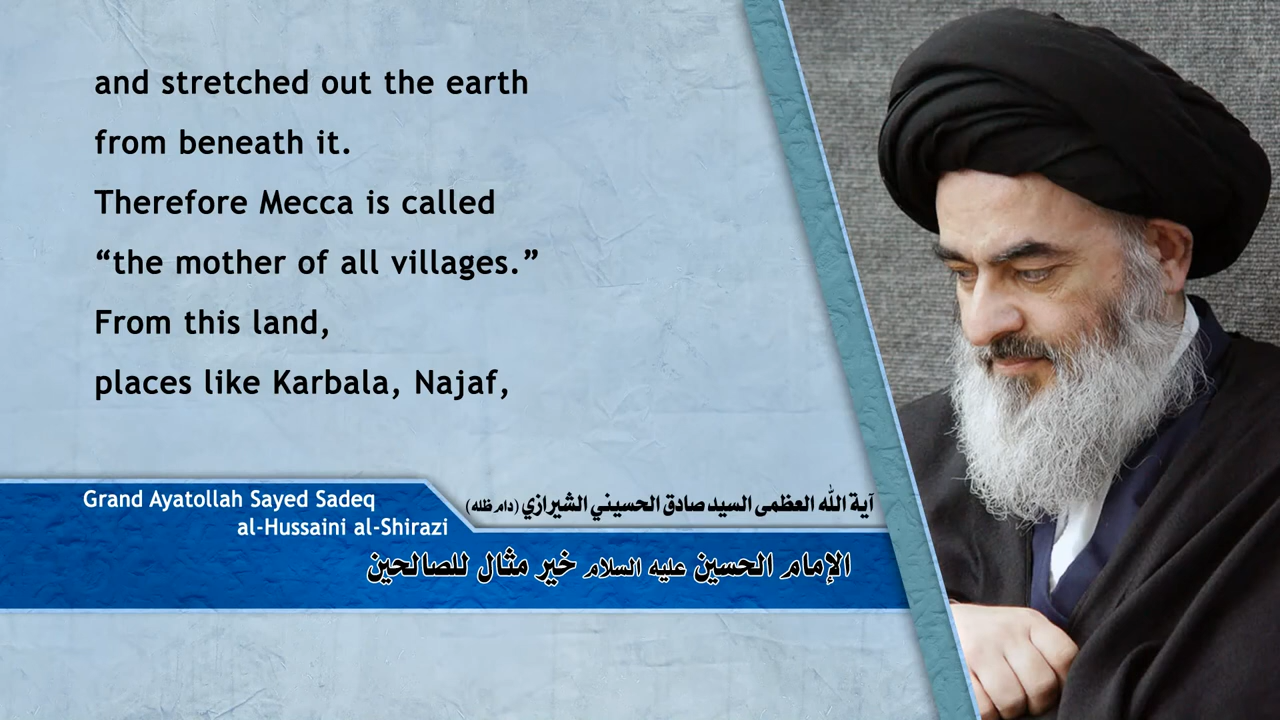 and stretched out the earth
from beneath it.
Therefore Mecca is called
“the mother of all villages.”
From this land,
places like Karbala, Najaf,
Grand Ayatollah Sayed Sadeq
al-Hussaini al-Shirazi
آية الله العظمى السيد صادق الحسيني الشيرازي (دام ظله)
الإمام الحسين عليه السلام خير مثال للصالحين